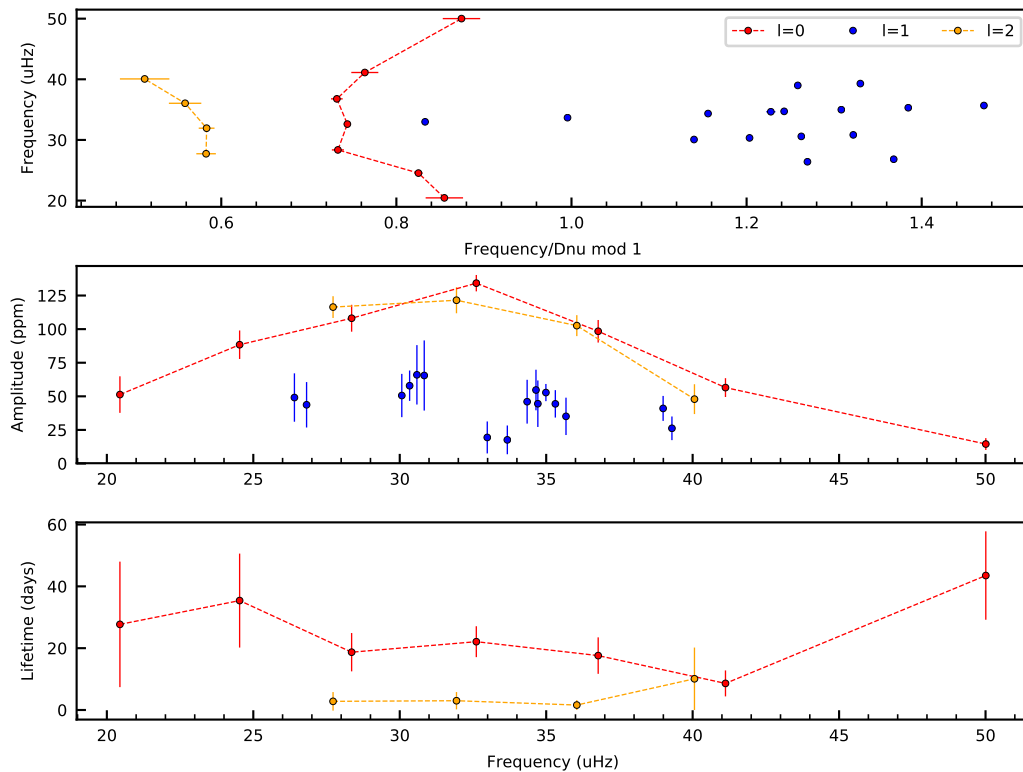 50
40
30
20
Frequency (uHz)
l=0 l=1 l=2
0.6 0.8 1.0 1.2 1.4
Frequency/Dnu mod 1
125
100
75
50
25
0
Amplitude (ppm)
20 25 30 35 40 45 50
60
40
20
0
Lifetime (days)
20 25 30 35 40 45 50
Frequency (uHz)